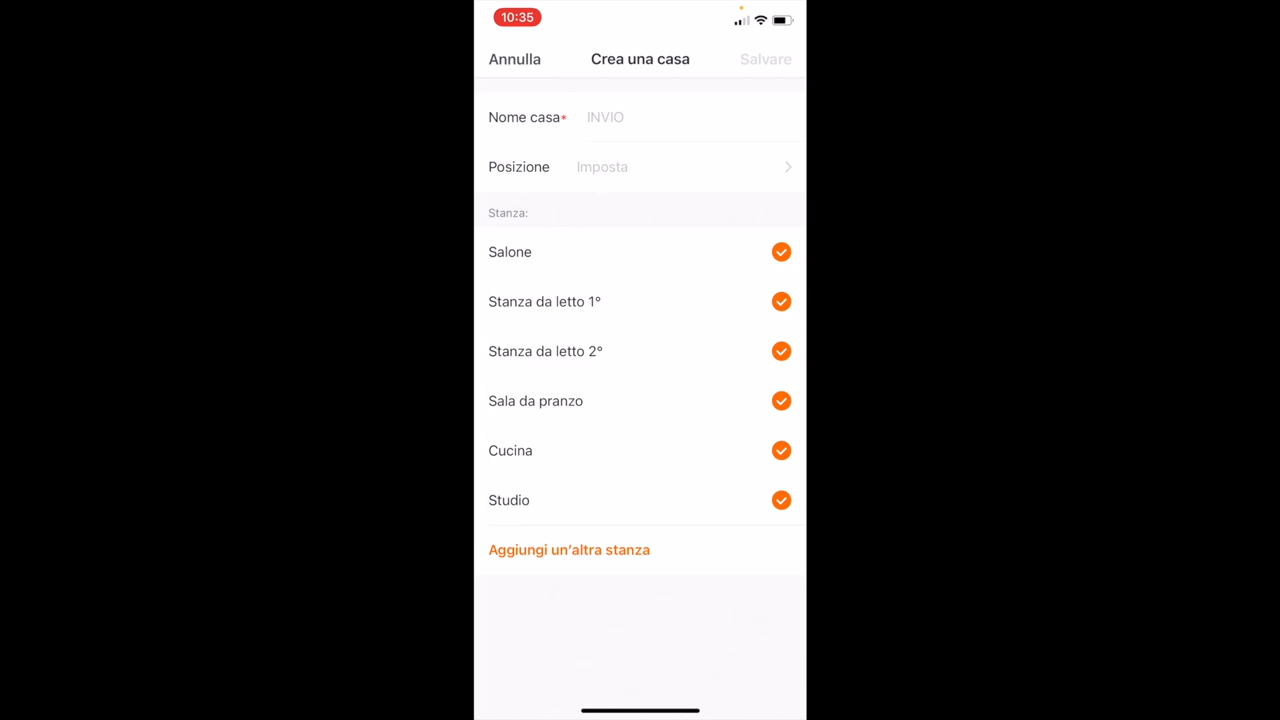 10:35
Annulla Crea una casa Salvare
Nome casa* INVIO
Posizione Imposta
Stanza:
Salone
Stanza da letto 1°
Stanza da letto 2°
Sala da pranzo
Cucina
Studio
Aggiungi un'altra stanza